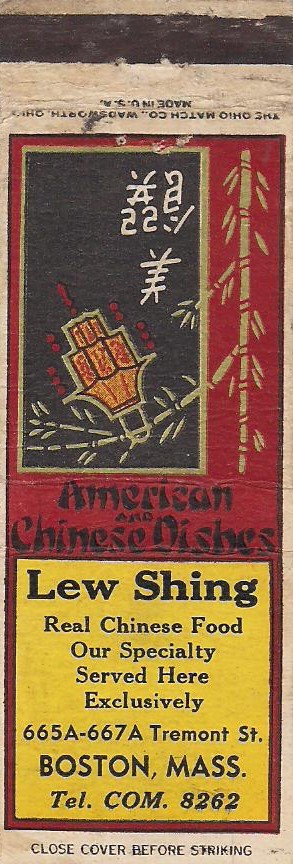 THE OHIO MATCH CO., WADSWORTH, OHIO
MADE IN U.S.A.
American
AND
Chinese Dishes
Lew Shing
Real Chinese Food
Our Specialty
Served Here
Exclusively
665A-667A Tremont St.
BOSTON, MASS.
Tel. COM. 8262
CLOSE COVER BEFORE STRIKING